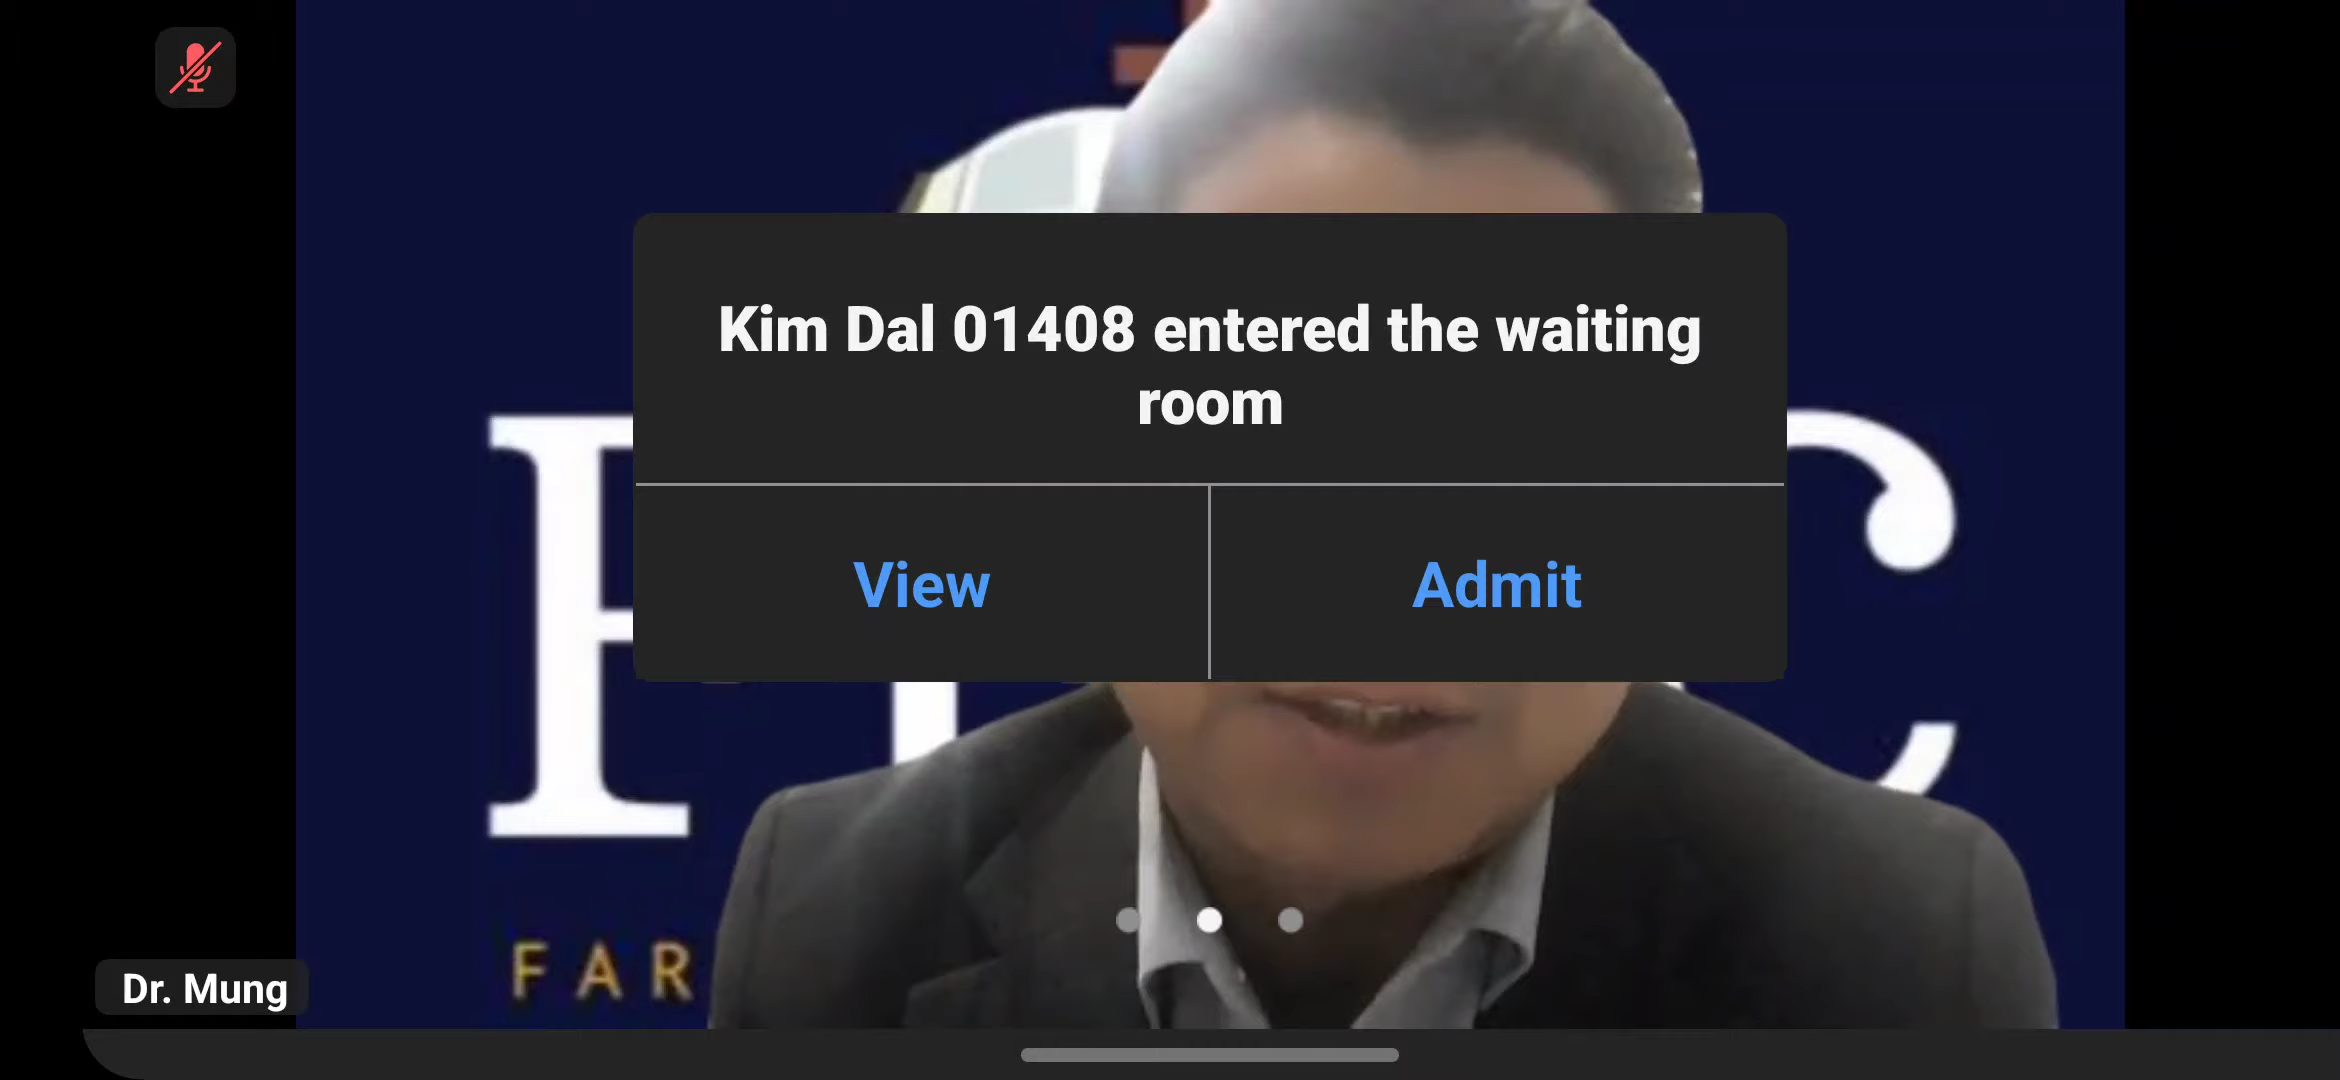 Kim Dal 01408 entered the waiting
room
View
Admit
FAR
Dr. Mung